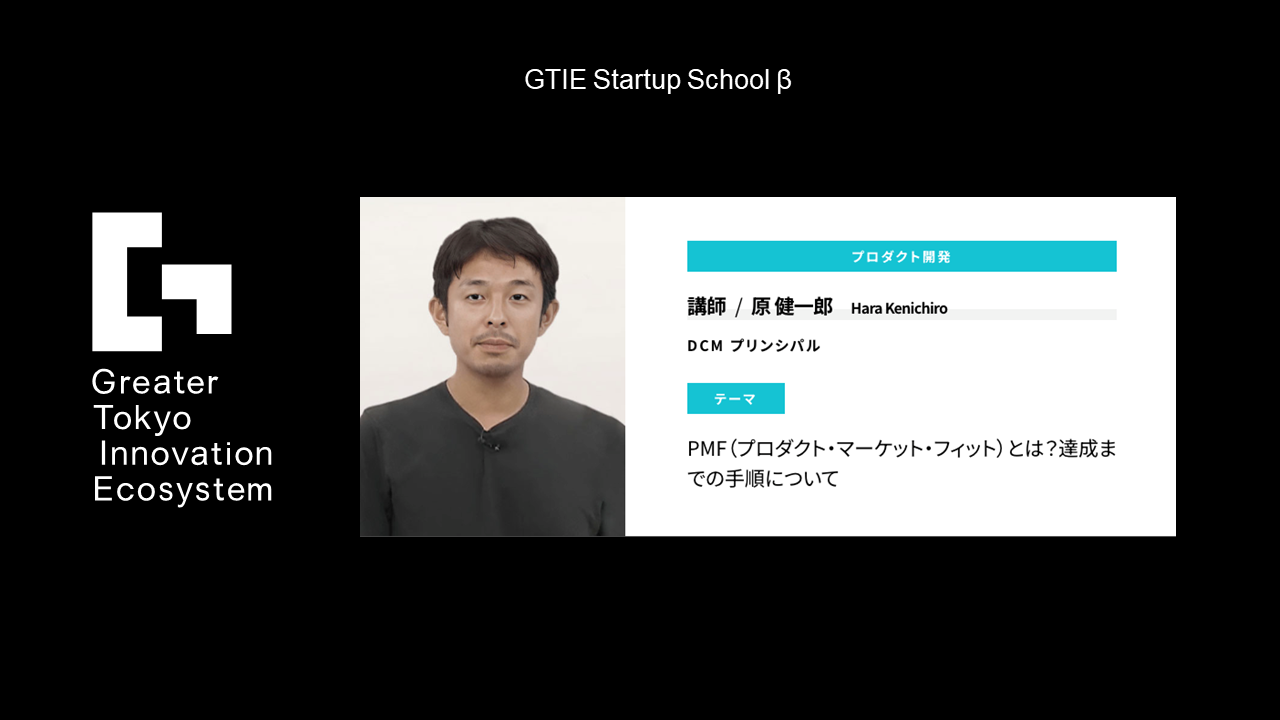 GTIE Startup School β
Greater
Tokyo
Innovation
Ecosystem
プロダクト開発
講師 / 原 健一郎 Hara Kenichiro
DCM プリンシパル
テーマ
PMF（プロダクト・マーケット・フィット）とは？達成ま
での手順について